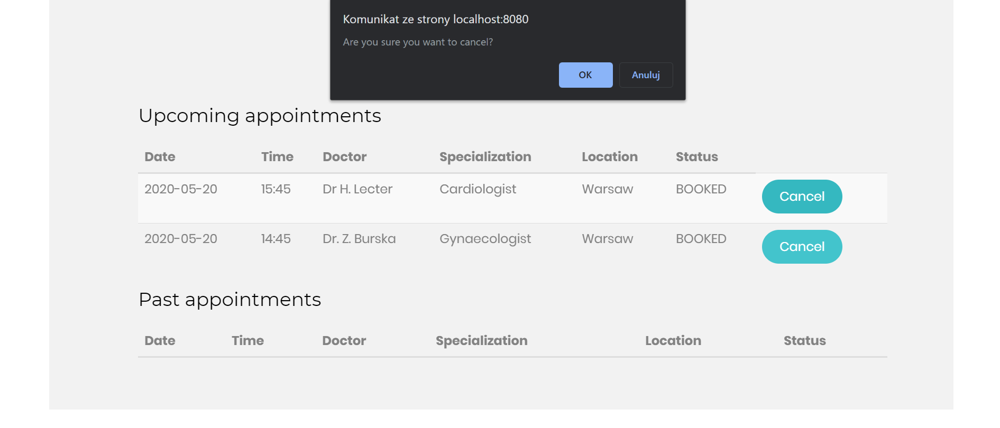 Komunikat ze strony localhost:8080
Are you sure you want to cancel?
OK Anuluj
Upcoming appointments
Date Time Doctor Specialization Location Status
2020-05-20 15:45 Dr H. Lecter Cardiologist Warsaw BOOKED Cancel
2020-05-20 14:45 Dr. Z. Burska Gynaecologist Warsaw BOOKED Cancel
Past appointments
Date Time Doctor Specialization Location Status